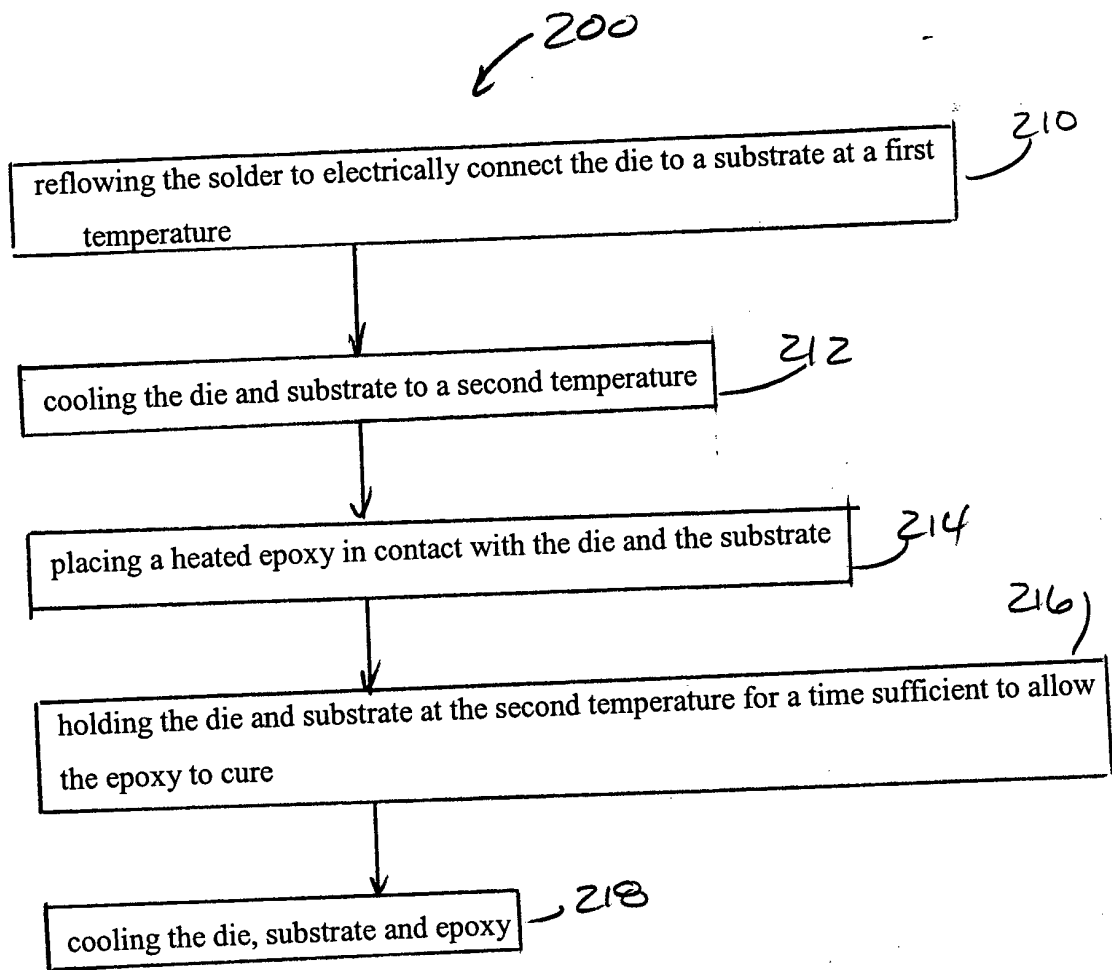 200
210
reflowing the solder to electrically connect the die to a substrate at a first
temperature
212
cooling the die and substrate to a second temperature
214
placing a heated epoxy in contact with the die and the substrate
216
holding the die and substrate at the second temperature for a time sufficient to allow
the epoxy to cure
218
cooling the die, substrate and epoxy